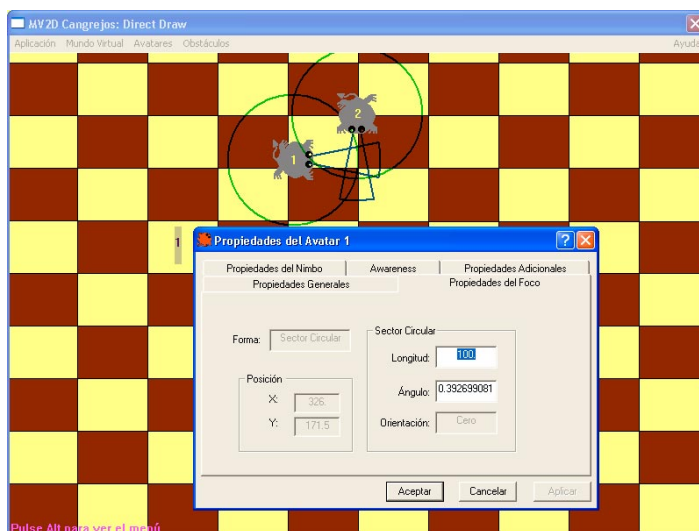 MV2D Cangrejos: Direct Draw
Aplicación Mundo Virtual Avatares Obstáculos Ayuda
2
1
1
Propiedades del Avatar 1
Propiedades del Nimbo Awareness Propiedades Adicionales
Propiedades Generales Propiedades del Foco
Forma: Sector Circular
Sector Circular
Longitud: 100.
Ángulo: 0.392699081
Orientación: Cero
Posición
X: 326.
Y: 171.5
Aceptar Cancelar Aplicar
Pulse Alt para ver el menú